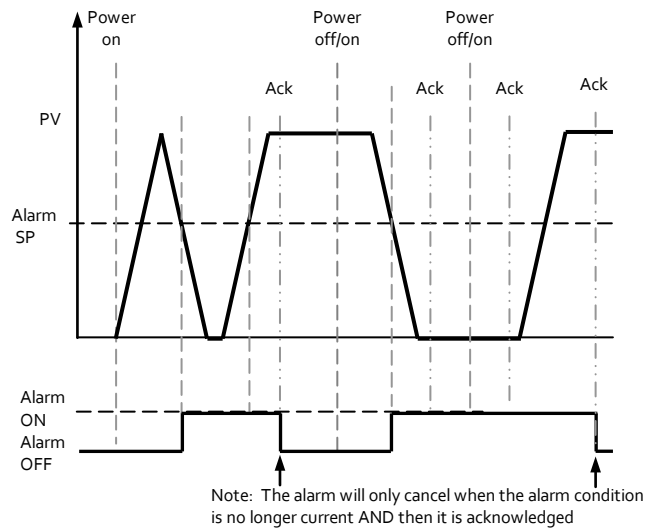 Power
on
Power
off/on
Power
off/on
Ack
Ack
Ack
Ack
PV
Alarm
SP
Alarm
ON
Alarm
OFF
Note: The alarm will only cancel when the alarm condition
is no longer current AND then it is acknowledged